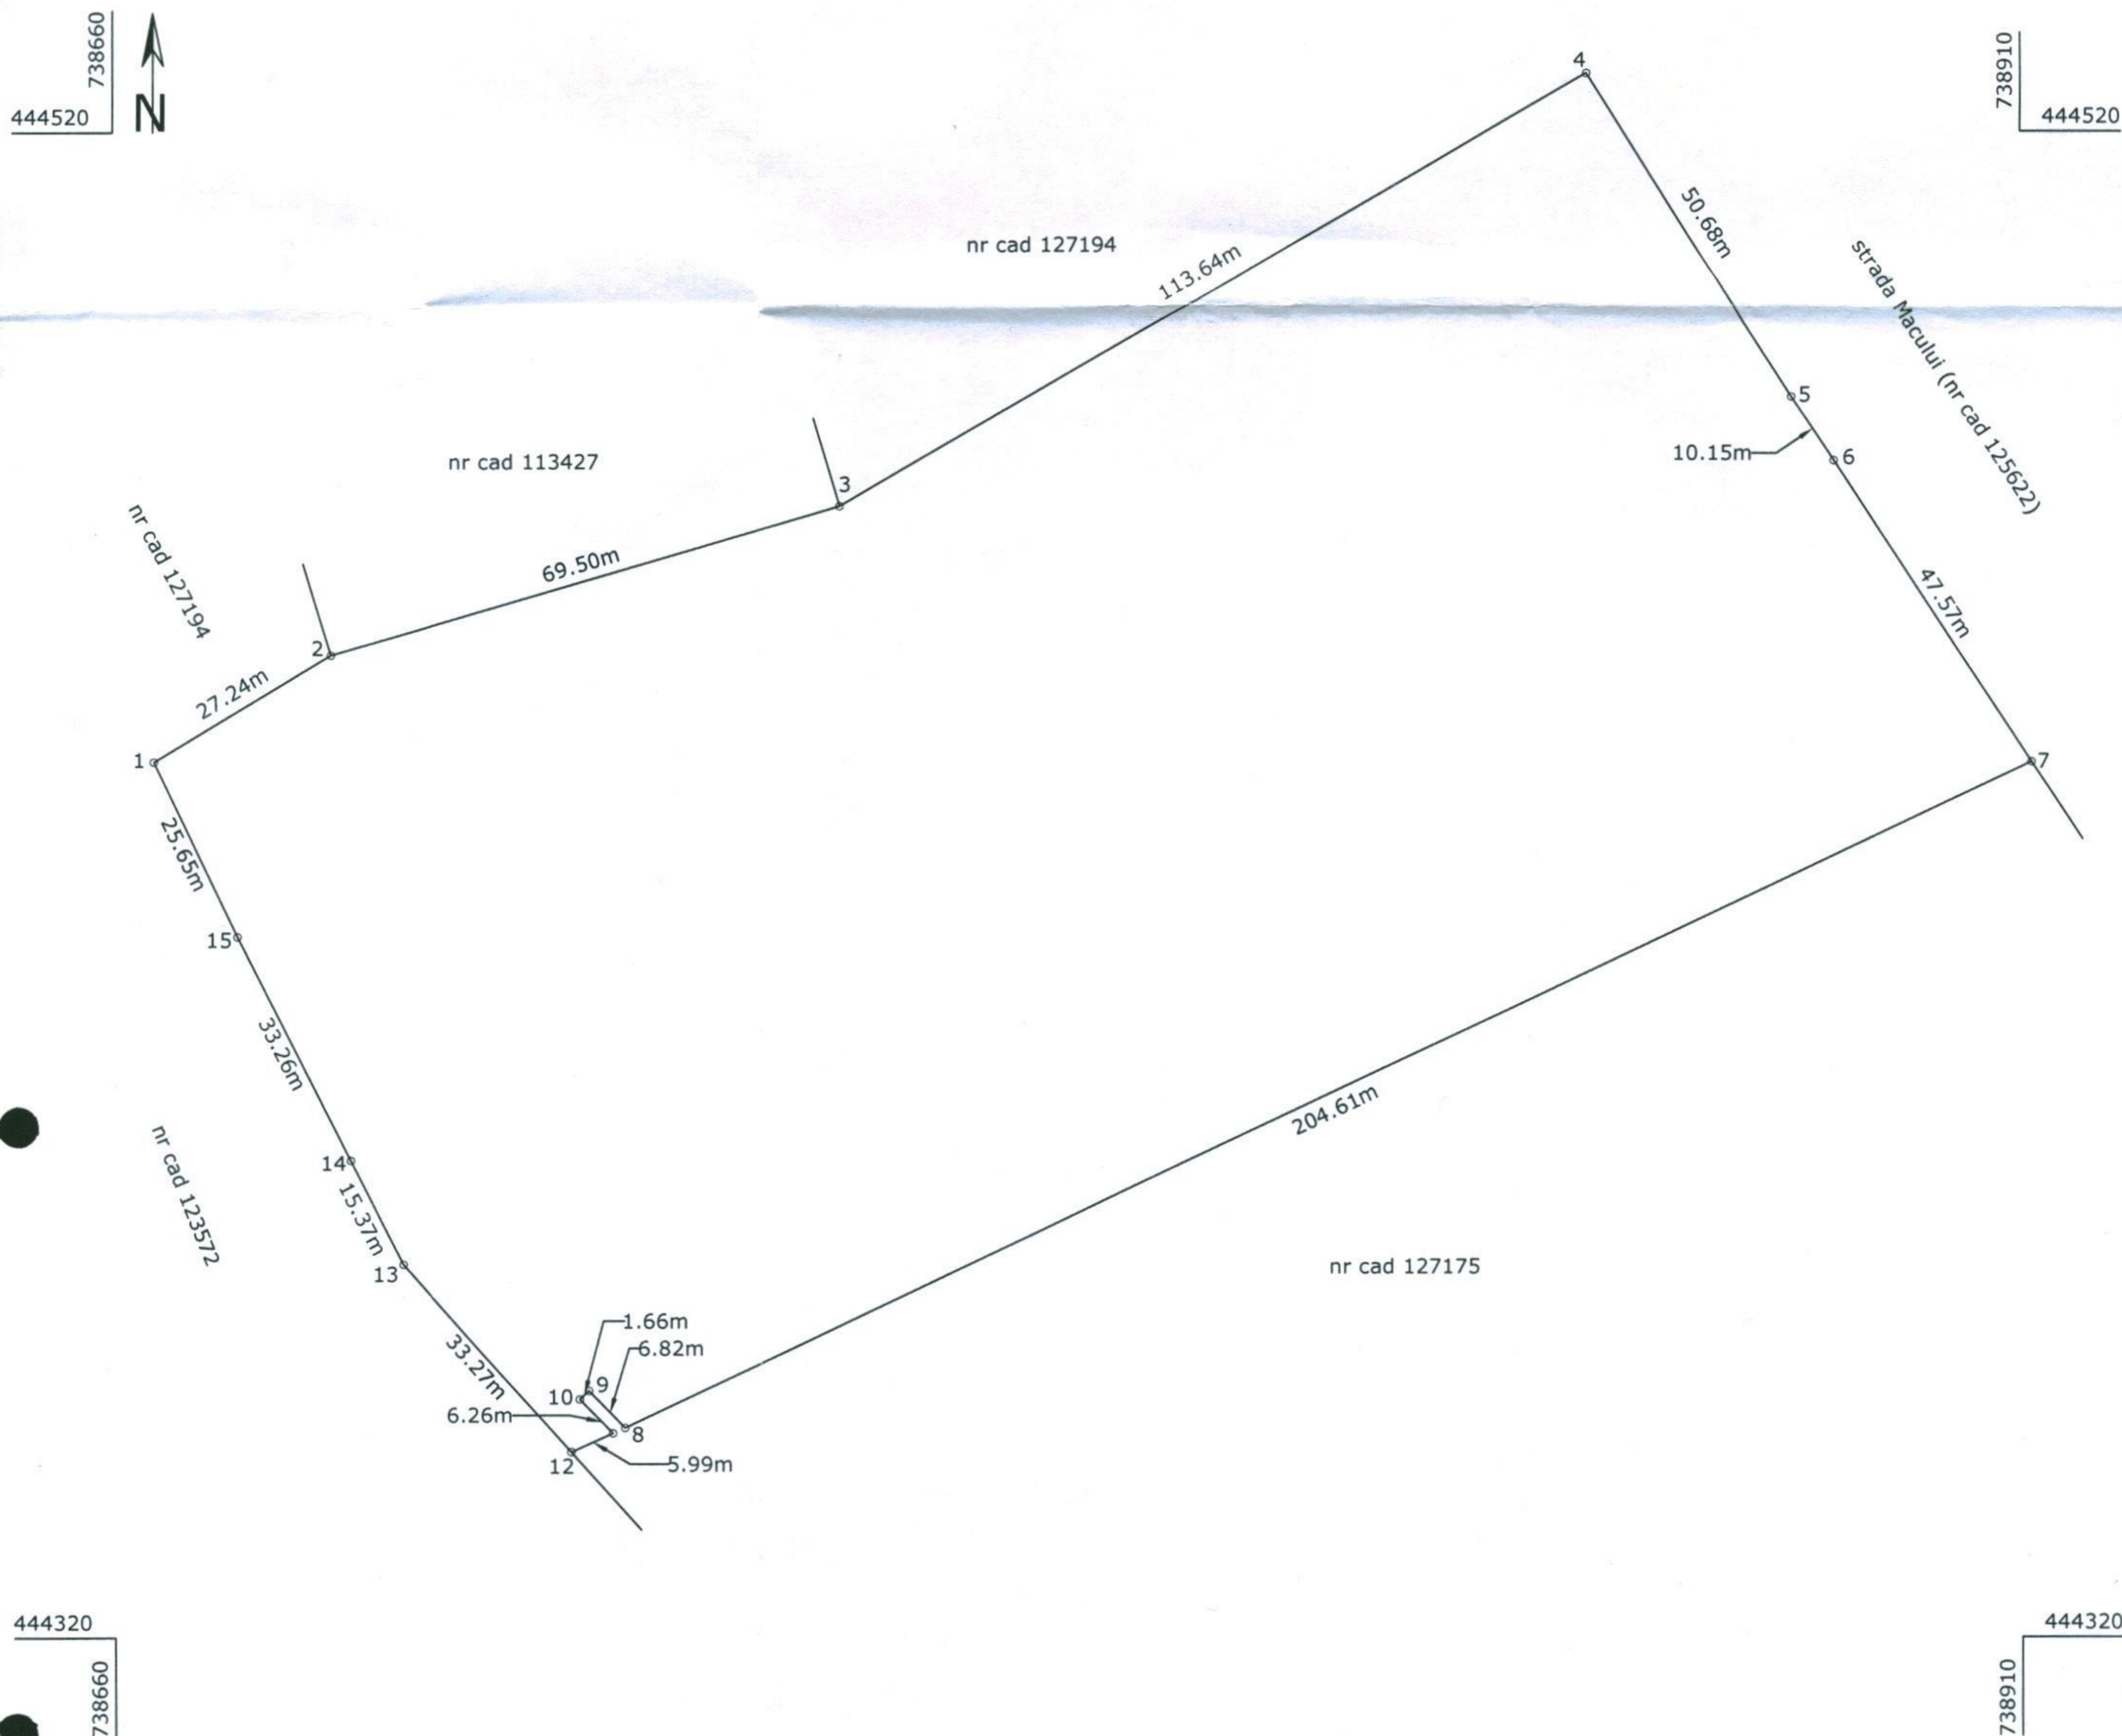 738660
444520
N
4
738910
444520
50.68m
nr cad 127194
113.64m
strada Macului (nr cad 125622)
5
10.15m
6
nr cad 113427
3
nr cad 127194
69.50m
47.57m
2
27.24m
1
7
25.65m
15
33.26m
204.61m
14
nr cad 123572
15.37m
13
nr cad 127175
1.66m
33.27m
6.82m
9
10
6.26m
8
12
5.99m
444320
738660
444320
738910